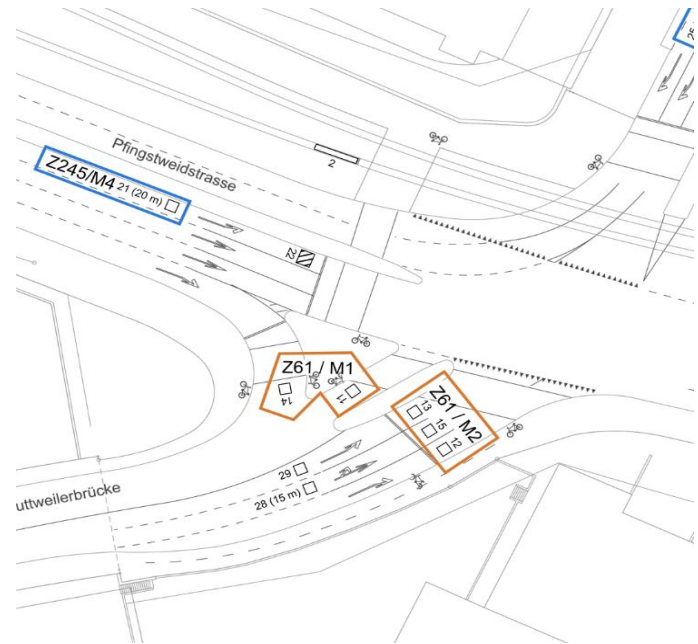 25
Pfingstweidstrasse
2
Z245/M4 21 (20 m)
22
Z61 / M1
14
11
Z61 / M2
13
15
12
29
28 (15 m)
uttweilerbrücke